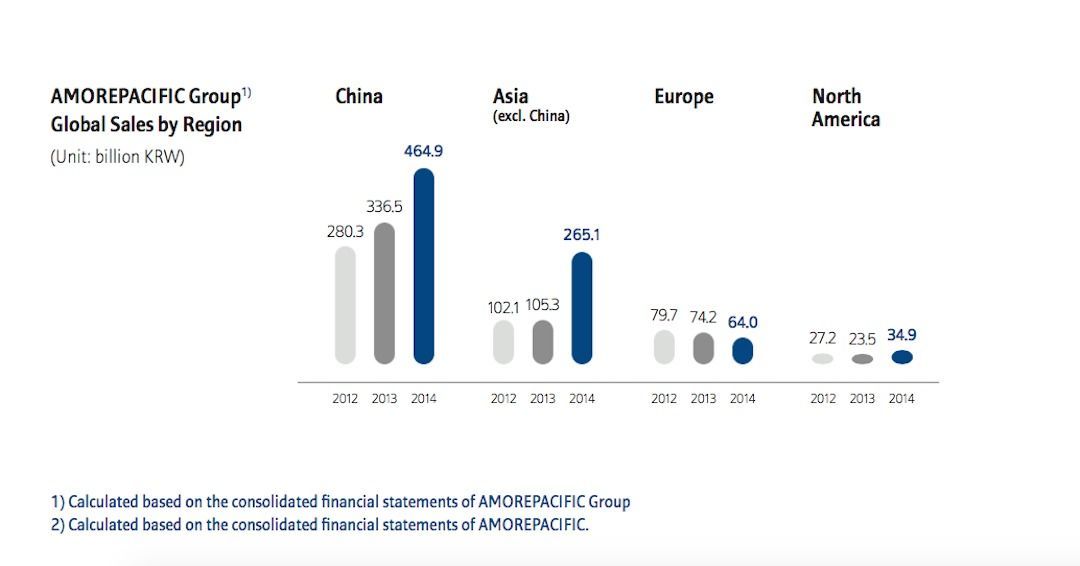 AMOREPACIFIC Group1)
Global Sales by Region
(Unit: billion KRW)
China
280.3
336.5
464.9
2012 2013 2014
Asia
(excl. China)
102.1
105.3
265.1
2012 2013 2014
Europe
79.7
74.2
64.0
2012 2013 2014
North
America
27.2
23.5
34.9
2012 2013 2014
1) Calculated based on the consolidated financial statements of AMOREPACIFIC Group
2) Calculated based on the consolidated financial statements of AMOREPACIFIC.